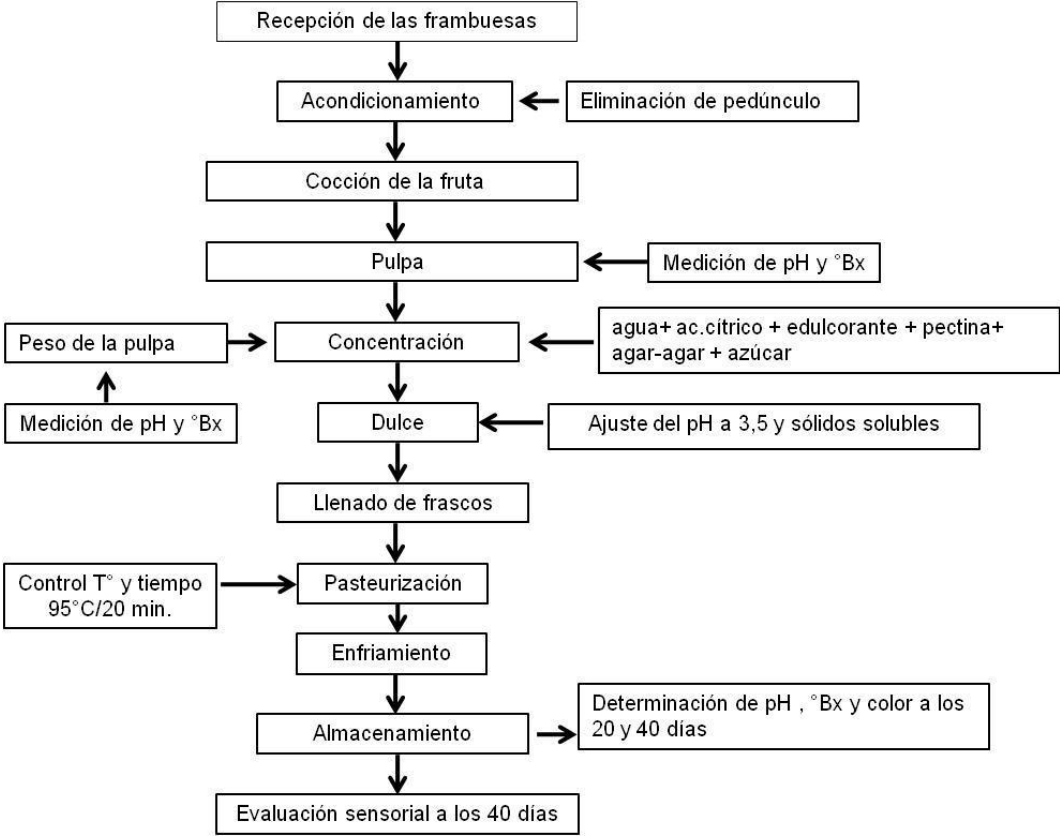 Recepción de las frambuesas
Acondicionamiento
Eliminación de pedúnculo
Cocción de la fruta
Pulpa
Medición de pH y °Bx
Peso de la pulpa
Concentración
agua+ ac.cítrico + edulcorante + pectina+
agar-agar + azúcar
Medición de pH y °Bx
Dulce
Ajuste del pH a 3,5 y sólidos solubles
Llenado de frascos
Control T° y tiempo
95°C/20 min.
Pasteurización
Enfriamiento
Almacenamiento
Determinación de pH , °Bx y color a los
20 y 40 días
Evaluación sensorial a los 40 días